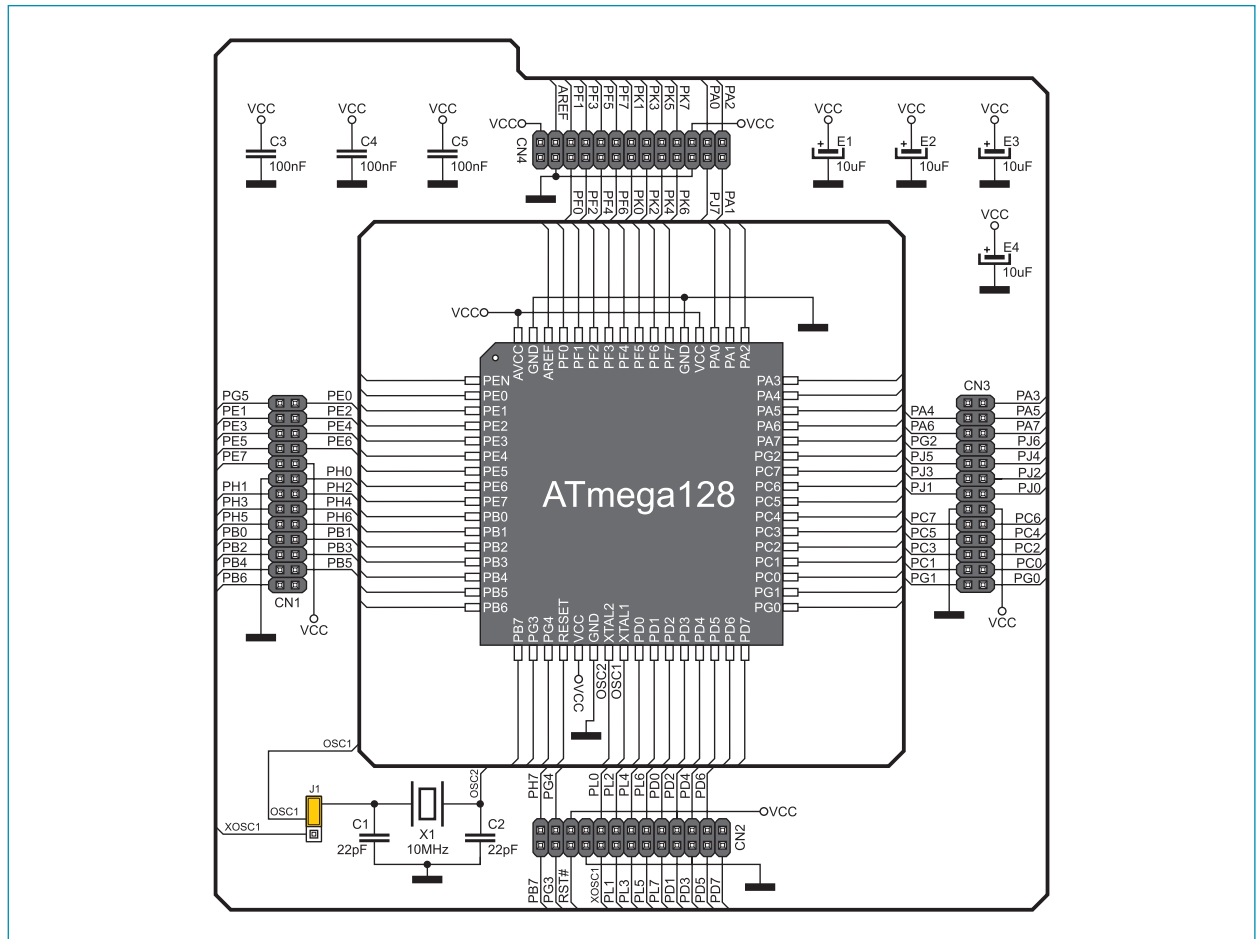 AREF PF1 PF3 PF5 PF7 PK1 PK3 PK5 PK7 PA0 PA2
VCC VCC VCC
VCC VCC
CN4
VCC VCC VCC
C3 100nF
C4 100nF
C5 100nF
E1 10uF
E2 10uF
E3 10uF
PF0 PF2 PF4 PF6 PK0 PK2 PK4 PK6 PJ7 PA1
VCC
E4 10uF
VCC
AVCC GND AREF PF0 PF1 PF2 PF3 PF4 PF5 PF6 PF7 GND VCC PA0 PA1 PA2
PEN
PE0
PE1
PE2
PE3
PE4
PE5
PE6
PE7
PB0
PB1
PB2
PB3
PB4
PB5
PB6
ATmega128
PA3
PA4
PA5
PA6
PA7
PG2
PC7
PC6
PC5
PC4
PC3
PC2
PC1
PC0
PG1
PG0
PB7 PG3 PG4 RESET VCC GND XTAL2 XTAL1 PD0 PD1 PD2 PD3 PD4 PD5 PD6 PD7
VCC OSC2 OSC1
PG5 PE0
PE1 PE2
PE3 PE4
PE5 PE6
PE7
PH0
PH1 PH2
PH3 PH4
PH5 PH6
PB0 PB1
PB2 PB3
PB4 PB5
PB6
CN1
VCC
CN3
PA3
PA4 PA5
PA6 PA7
PG2 PJ6
PJ5 PJ4
PJ3 PJ2
PJ1 PJ0
PC7 PC6
PC5 PC4
PC3 PC2
PC1 PC0
PG1 PG0
VCC
OSC1
OSC2
J1
OSC1
XOSC1
C1
22pF
X1
10MHz
C2
22pF
PH7 PG4 PL0 PL2 PL4 PL6 PD0 PD2 PD4 PD6
VCC
CN2
PB7 PG3 RST# XOSC1 PL1 PL3 PL5 PL7 PD1 PD3 PD5 PD7